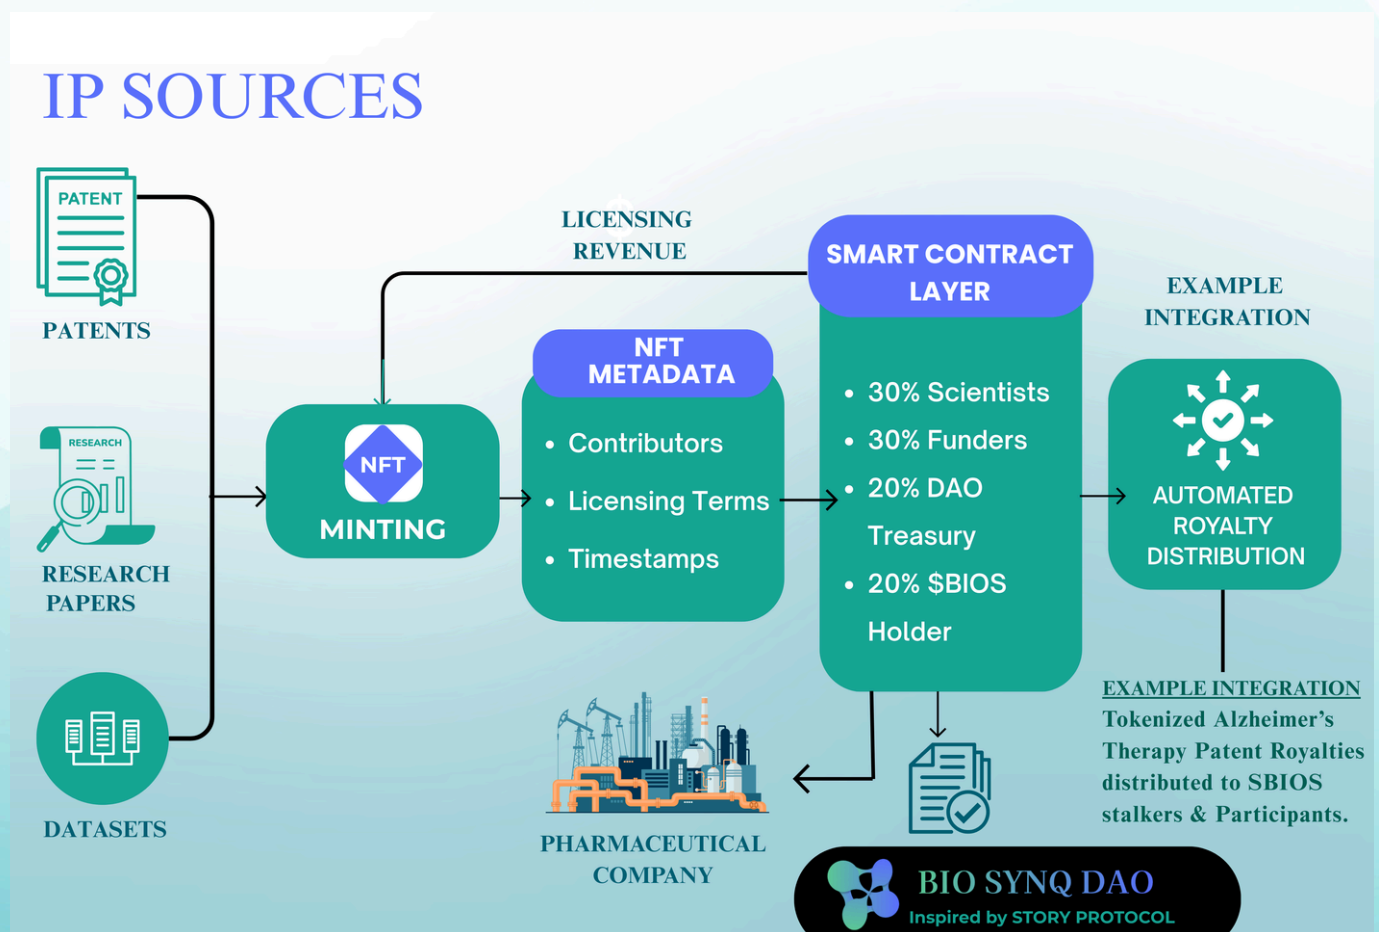 IP SOURCES
PATENT
PATENTS
RESEARCH
RESEARCH
PAPERS
DATASETS
LICENSING
REVENUE
NFT
MINTING
NFT
METADATA
• Contributors
• Licensing Terms
• Timestamps
SMART CONTRACT
LAYER
• 30% Scientists
• 30% Funders
• 20% DAO
Treasury
• 20% $BIOS
Holder
EXAMPLE
INTEGRATION
AUTOMATED
ROYALTY
DISTRIBUTION
EXAMPLE INTEGRATION
Tokenized Alzheimer's
Therapy Patent Royalties
distributed to SBIOS
stalkers & Participants.
PHARMACEUTICAL
COMPANY
BIO SYNQ DAO
Inspired by STORY PROTOCOL